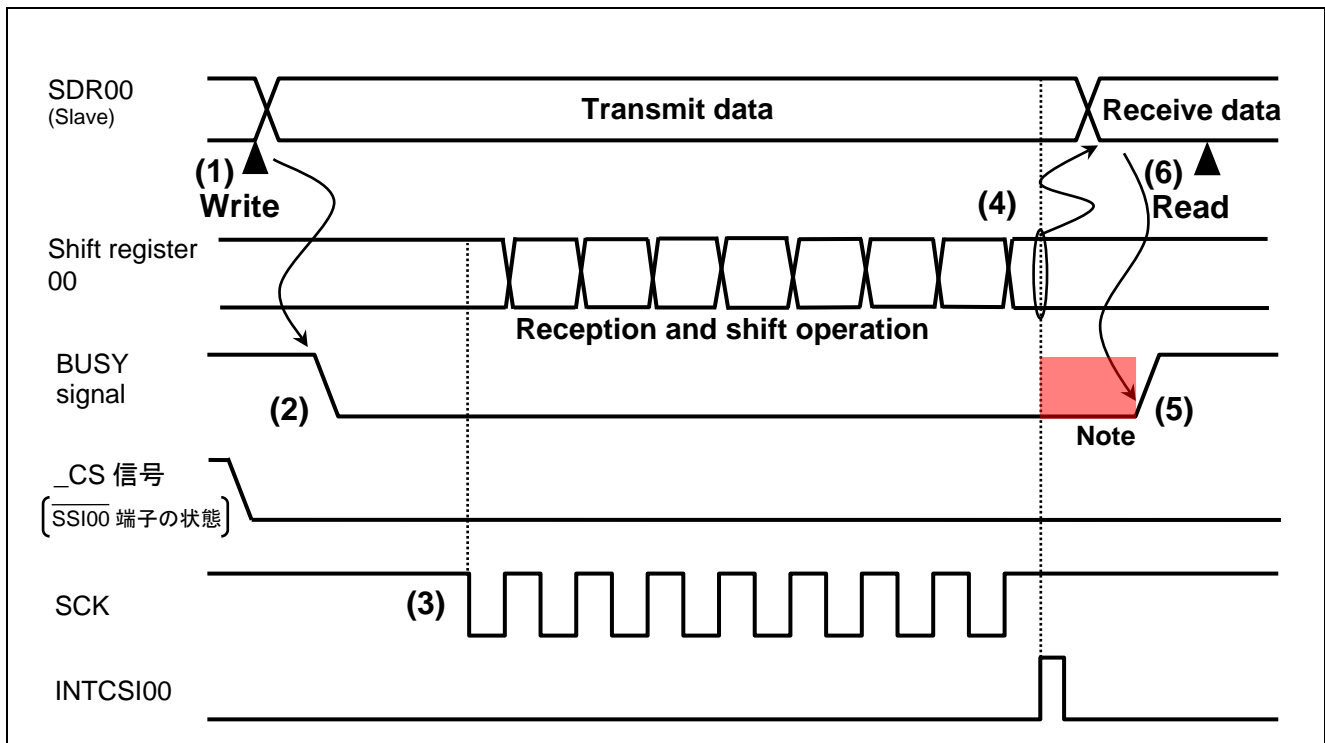 SDR00
(Slave)
Transmit data
Receive data
(1)
Write
(4)
(6)
Read
Shift register
00
Reception and shift operation
BUSY
signal
(2)
(5)
Note
_CS 信号
SSI00 端子の状態
SCK
(3)
INTCSI00